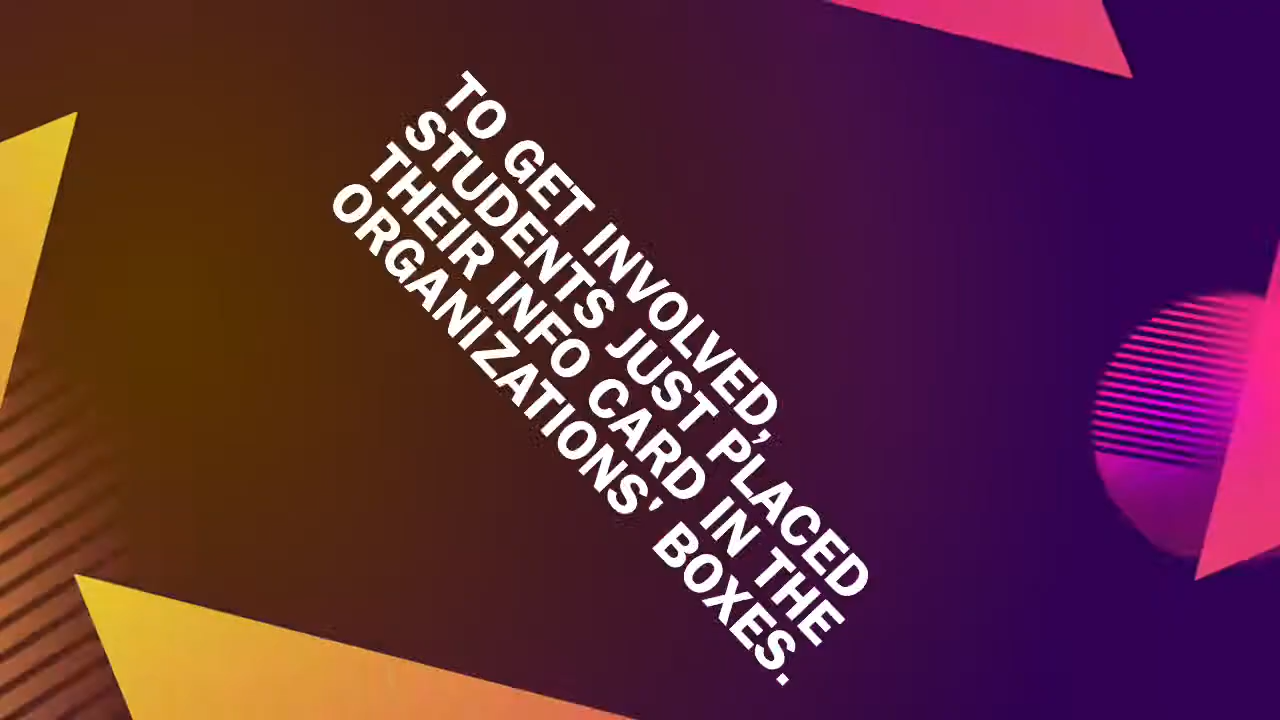 TO GET INVOLVED,
STUDENTS JUST PLACED
THEIR INFO CARD IN THE
ORGANIZATIONS' BOXES.